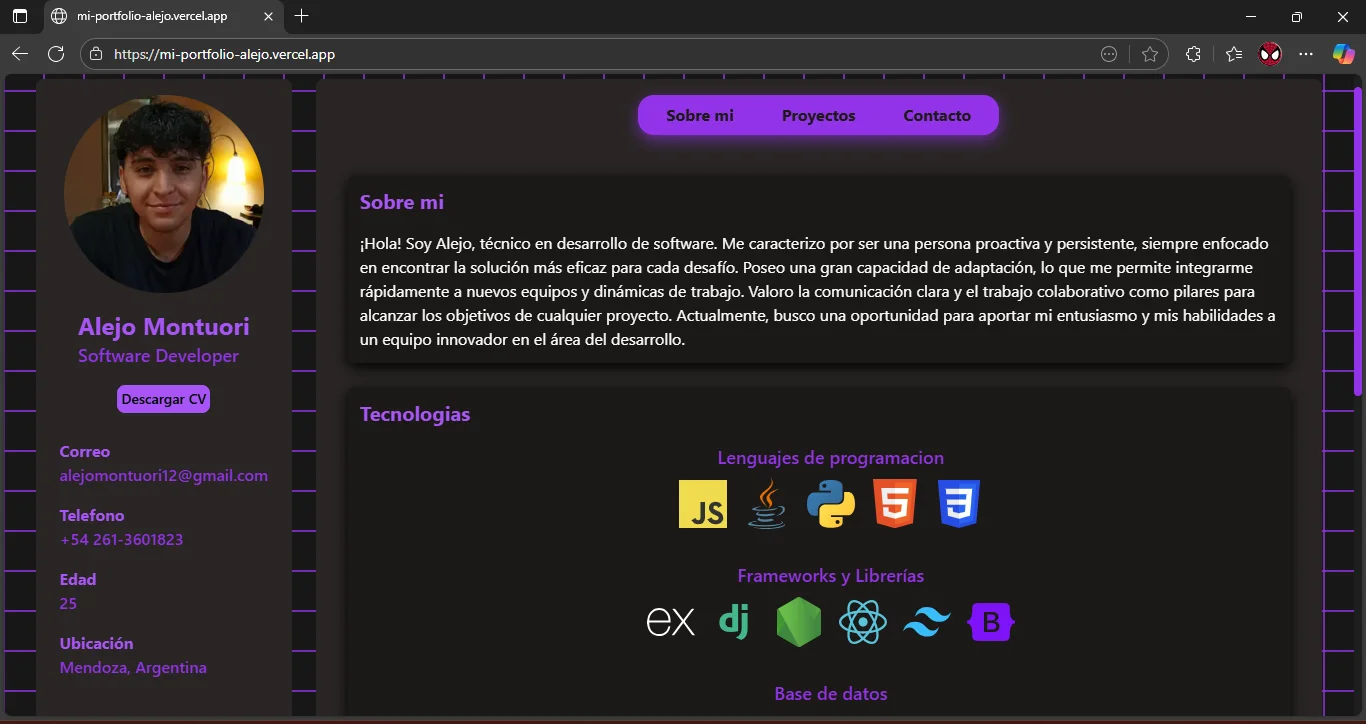 mi-portfolio-alejo.vercel.app
https://mi-portfolio-alejo.vercel.app
Alejo Montuori
Software Developer
Descargar CV
Correo
alejomontuori12@gmail.com
Telefono
+54 261-3601823
Edad
25
Ubicación
Mendoza, Argentina
Sobre mi Proyectos Contacto
Sobre mi
¡Hola! Soy Alejo, técnico en desarrollo de software. Me caracterizo por ser una persona proactiva y persistente, siempre enfocado
en encontrar la solución más eficaz para cada desafío. Poseo una gran capacidad de adaptación, lo que me permite integrarme
rápidamente a nuevos equipos y dinámicas de trabajo. Valoro la comunicación clara y el trabajo colaborativo como pilares para
alcanzar los objetivos de cualquier proyecto. Actualmente, busco una oportunidad para aportar mi entusiasmo y mis habilidades a
un equipo innovador en el área del desarrollo.
Tecnologias
Lenguajes de programacion
JS 5 3
Frameworks y Librerías
ex dj B
Base de datos